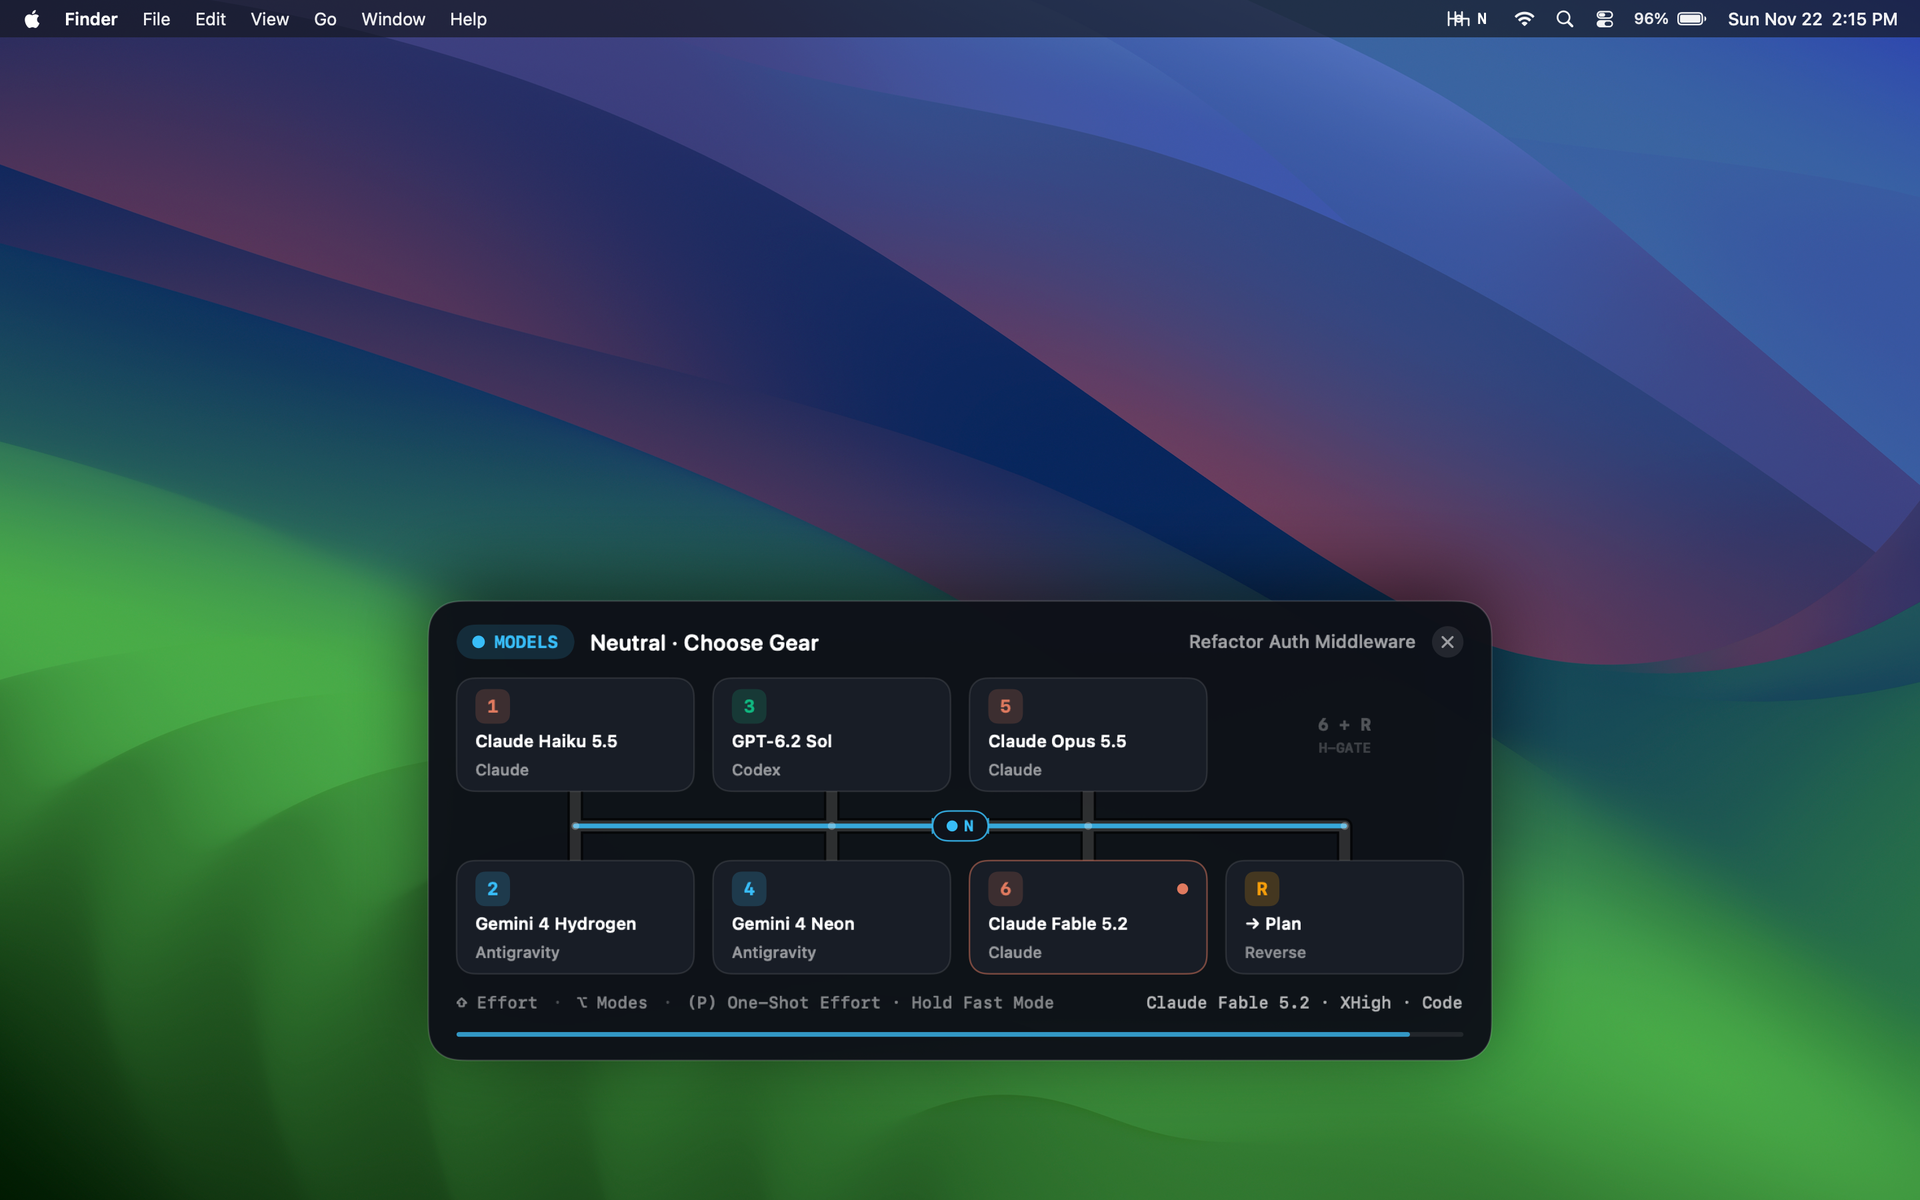 Finder File Edit View Go Window Help
N 96% Sun Nov 22 2:15 PM
MODELS Neutral · Choose Gear Refactor Auth Middleware
1
Claude Haiku 5.5
Claude
3
GPT-6.2 Sol
Codex
5
Claude Opus 5.5
Claude
6 + R
H-GATE
N
2
Gemini 4 Hydrogen
Antigravity
4
Gemini 4 Neon
Antigravity
6
Claude Fable 5.2
Claude
R
→ Plan
Reverse
⇧ Effort · ⌥ Modes · (P) One-Shot Effort · Hold Fast Mode
Claude Fable 5.2 · XHigh · Code